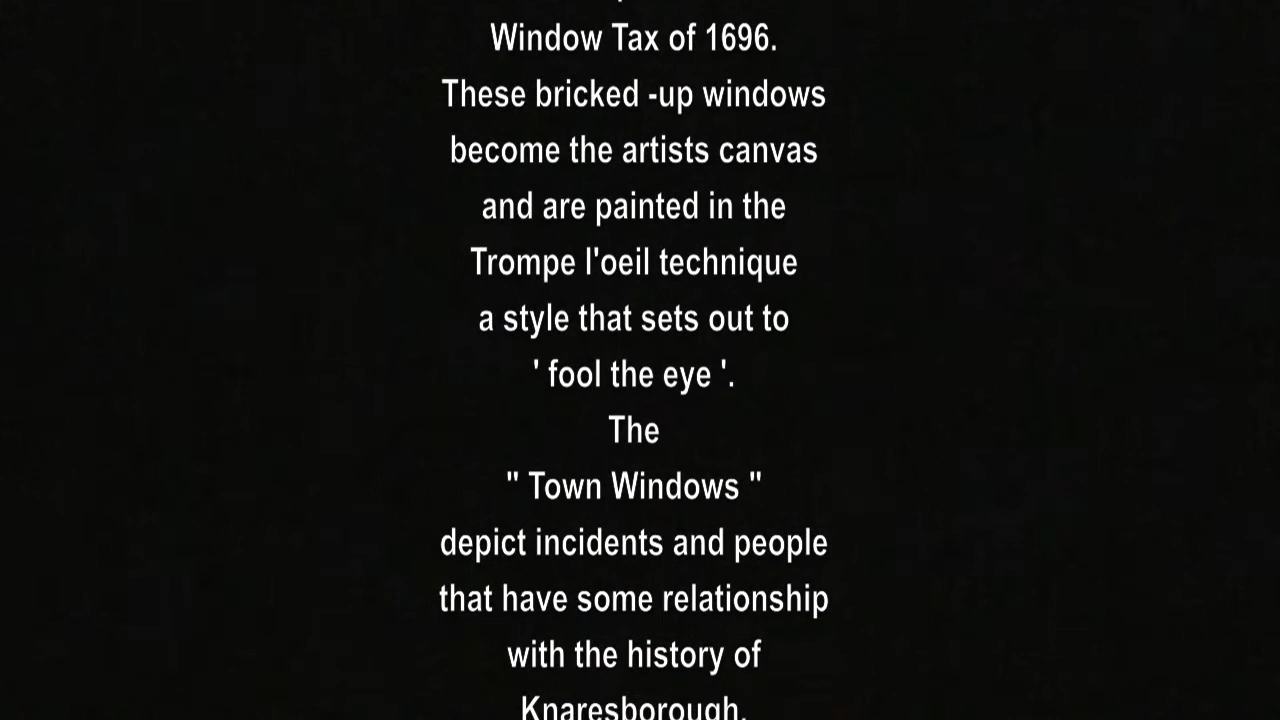 Window Tax of 1696.
These bricked -up windows
become the artists canvas
and are painted in the
Trompe l'oeil technique
a style that sets out to
' fool the eye '.
The
" Town Windows "
depict incidents and people
that have some relationship
with the history of
Knaresborough.